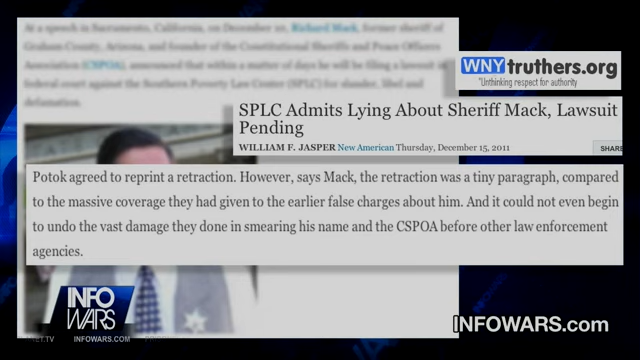 At a speech in Sacramento, California, on December 10, Richard Mack, former sheriff of
Graham County, Arizona, and founder of the Constitutional Sheriffs and Peace Officers
Association (CSPOA), announced that within a matter of days he will be filing a lawsuit in
federal court against the Southern Poverty Law Center (SPLC) for slander, libel and
defamation.
WNYtruthers.org
"Unthinking respect for authority
SPLC Admits Lying About Sheriff Mack, Lawsuit
Pending
WILLIAM F. JASPER New American Thursday, December 15, 2011
SHARE
Potok agreed to reprint a retraction. However, says Mack, the retraction was a tiny paragraph, compared
to the massive coverage they had given to the earlier false charges about him. And it could not even begin
to undo the vast damage they done in smearing his name and the CSPOA before other law enforcement
agencies.
INFO
WARS
INFOWARS.com
INFOWARS.com